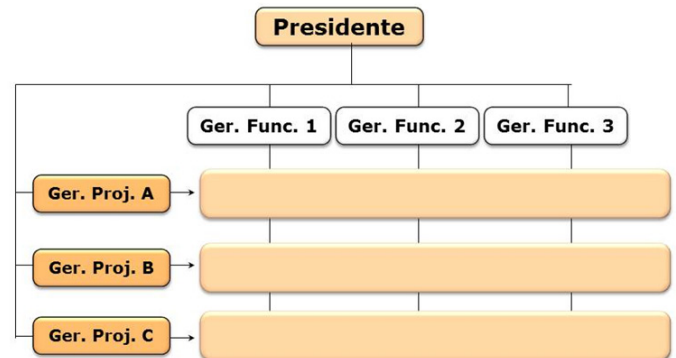 Presidente
Ger. Func. 1
Ger. Func. 2
Ger. Func. 3
Ger. Proj. A
Ger. Proj. B
Ger. Proj. C